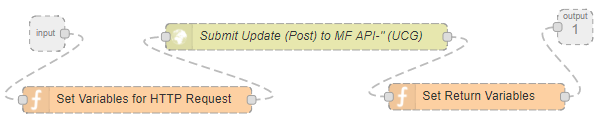 input
Submit Update (Post) to MF API-" (UCG)
output
1
Set Variables for HTTP Request
Set Return Variables